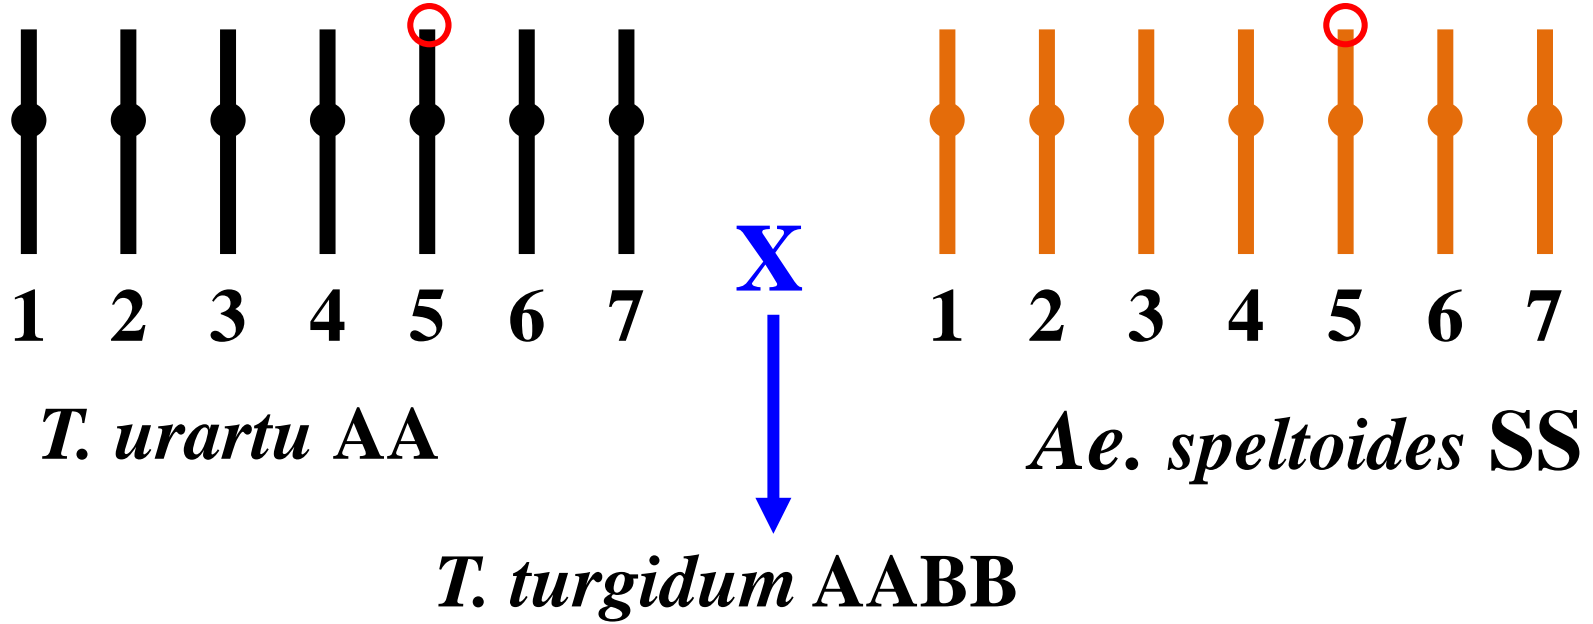 X
1 2 3 4 5 6 7
1 2 3 4 5 6 7
T. urartu AA
Ae. speltoides SS
T. turgidum AABB